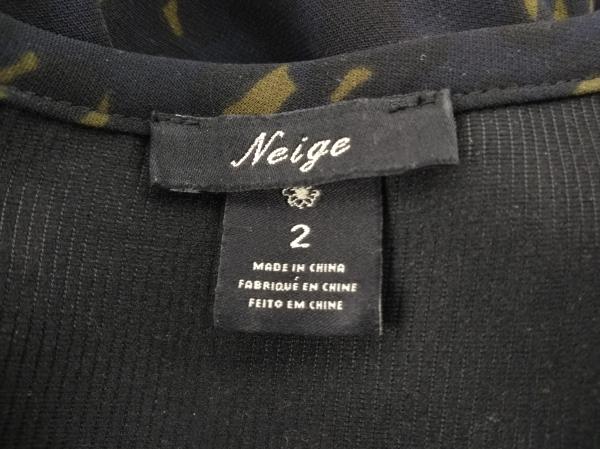 Neige
2
MADE IN CHINA
FABRIQUÉ EN CHINE
FEITO EM CHINE